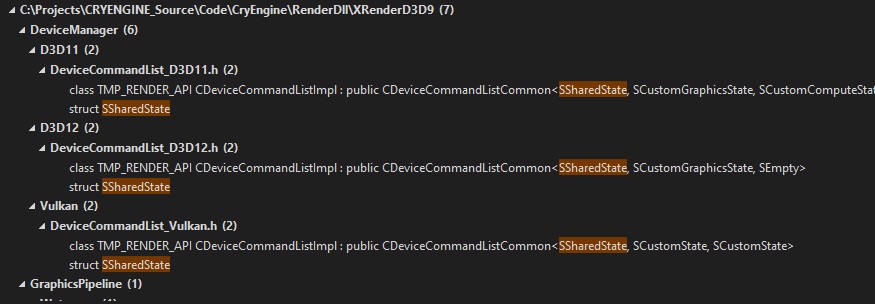 C:\Projects\CRYENGINE_Source\Code\CryEngine\RenderDll\XRenderD3D9 (7)
DeviceManager (6)
D3D11 (2)
DeviceCommandList_D3D11.h (2)
class TMP_RENDER_API CDeviceCommandListImpl : public CDeviceCommandListCommon<SSharedState, SCustomGraphicsState, SCustomComputeStat
struct SSharedState
D3D12 (2)
DeviceCommandList_D3D12.h (2)
class TMP_RENDER_API CDeviceCommandListImpl : public CDeviceCommandListCommon<SSharedState, SCustomGraphicsState, SEmpty>
struct SSharedState
Vulkan (2)
DeviceCommandList_Vulkan.h (2)
class TMP_RENDER_API CDeviceCommandListImpl : public CDeviceCommandListCommon<SSharedState, SCustomState, SCustomState>
struct SSharedState
GraphicsPipeline (1)